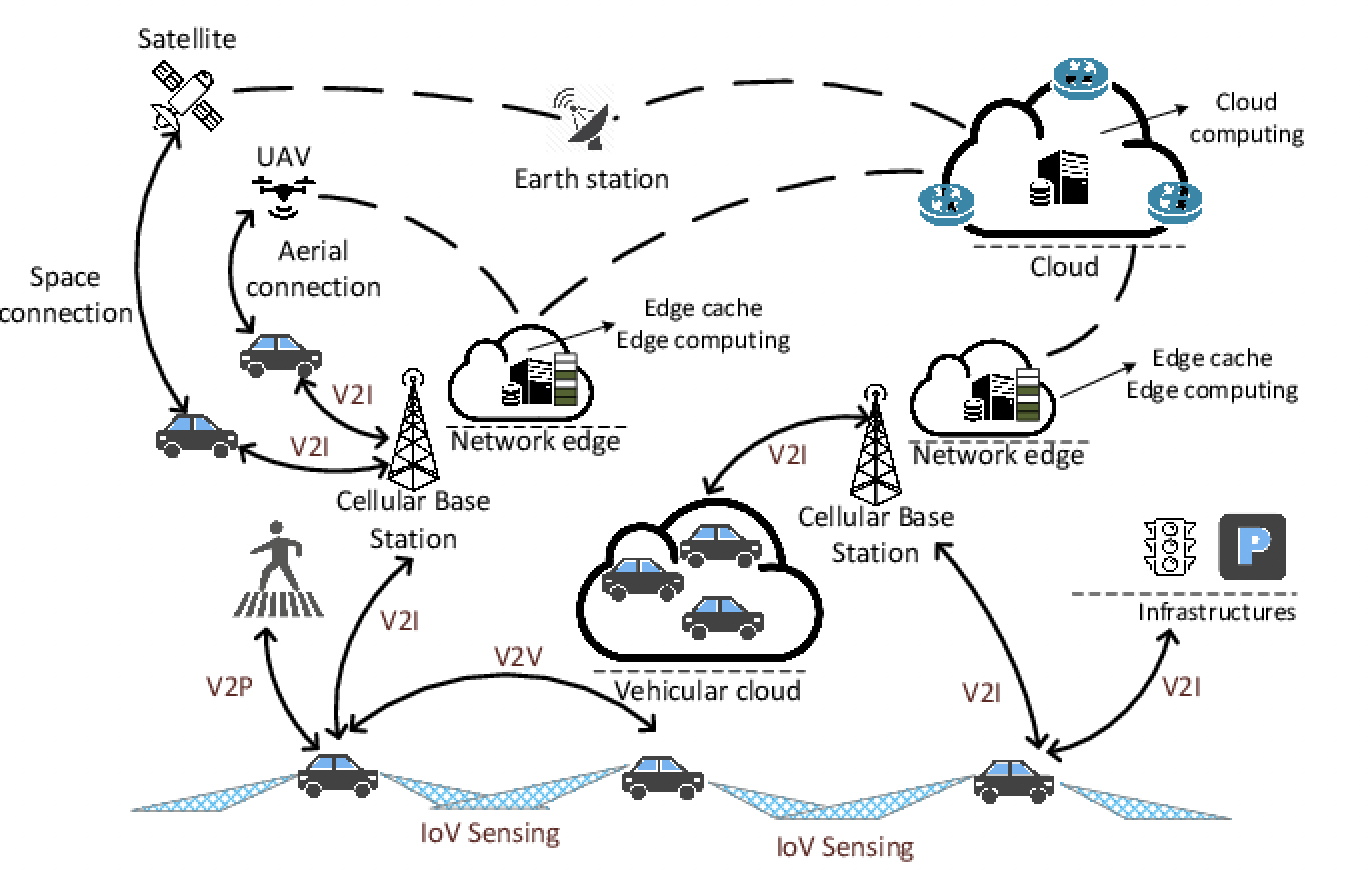 Satellite
Cloud
computing
UAV
Earth station
Aerial
connection
Space
connection
Cloud
Edge cache
Edge computing
Edge cache
Edge computing
V2I
V2I
Network edge
V2I
Network edge
Cellular Base
Station
Cellular Base
Station
P
Infrastructures
V2I
V2V
V2P
Vehicular cloud
V2I
V2I
IoV Sensing
IoV Sensing